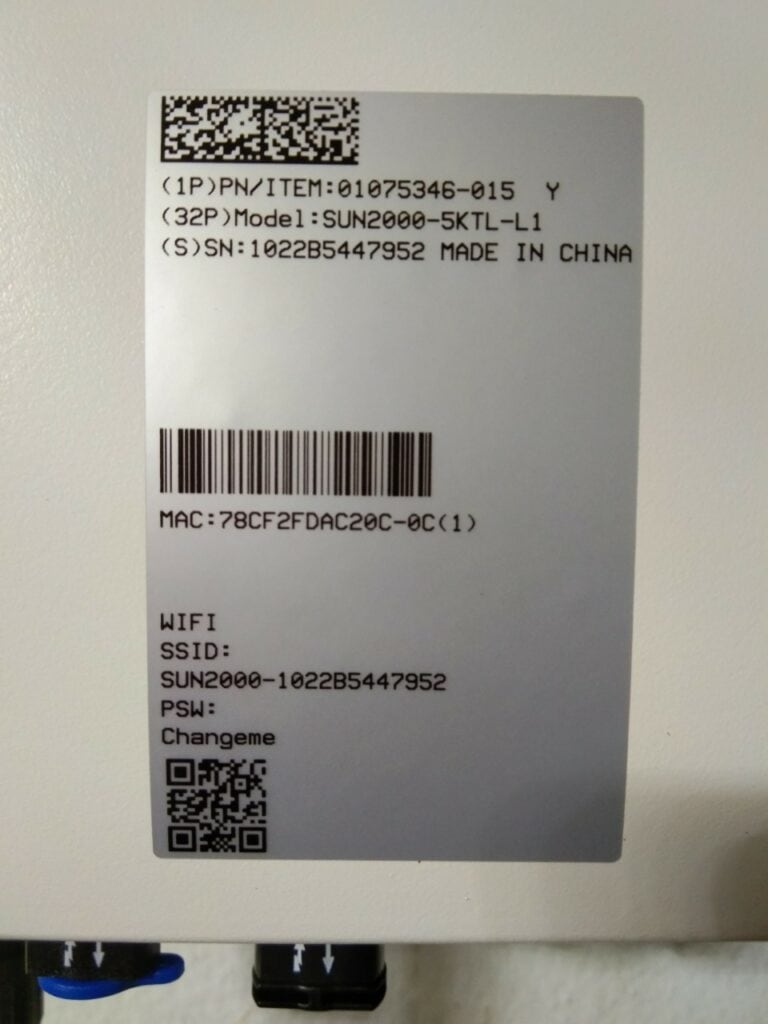 (1P)PN/ITEM:01075346-015 Y
(32P)Model:SUN2000-5KTL-L1
(S)SN:1022B5447952 MADE IN CHINA
MAC:78CF2FDAC20C-0C(1)
WIFI
SSID:
SUN2000-1022B5447952
PSW:
Changeme